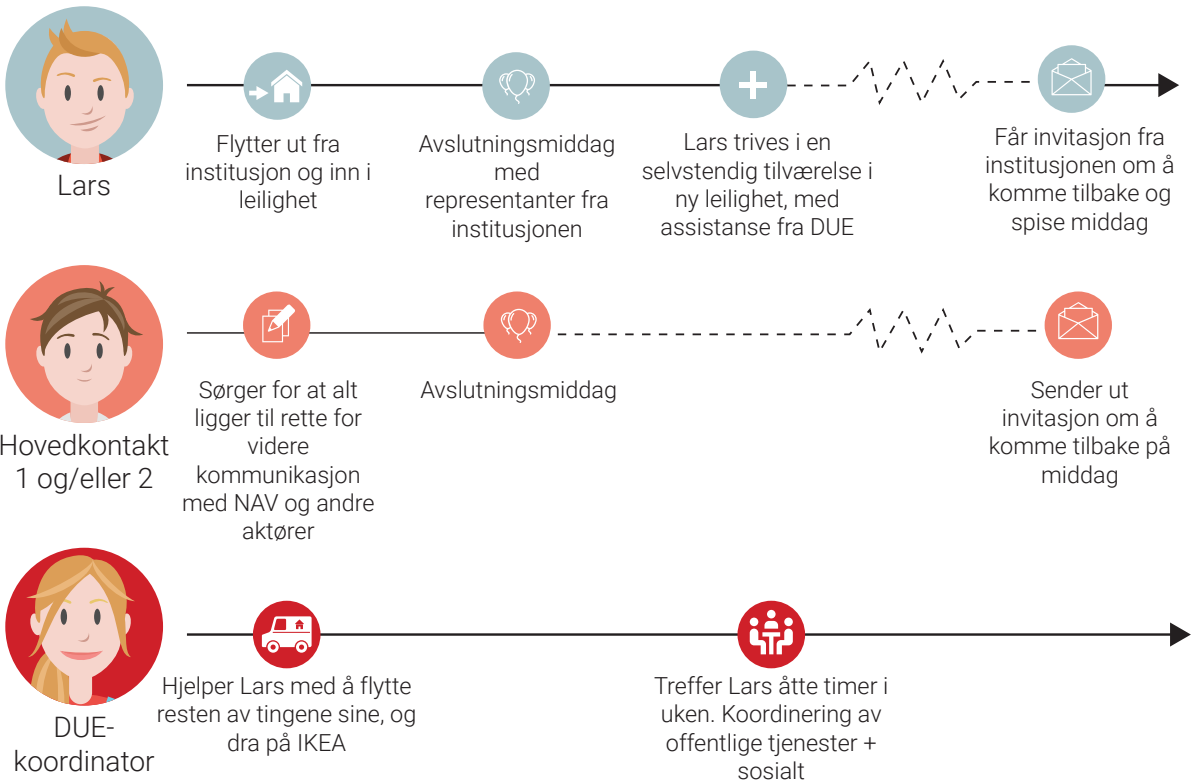 Lars
Flytter ut fra
institusjon og inn i
leilighet
Avslutningsmiddag
med
representanter fra
institusjonen
Lars trives i en
selvstendig tilværelse i
ny leilighet, med
assistanse fra DUE
Får invitasjon fra
institusjonen om å
komme tilbake og
spise middag
Hovedkontakt
1 og/eller 2
Sørger for at alt
ligger til rette for
videre
kommunikasjon
med NAV og andre
aktører
Avslutningsmiddag
Sender ut
invitasjon om å
komme tilbake på
middag
DUE-
koordinator
Hjelper Lars med å flytte
resten av tingene sine, og
dra på IKEA
Treffer Lars åtte timer i
uken. Koordinering av
offentlige tjenester +
sosialt